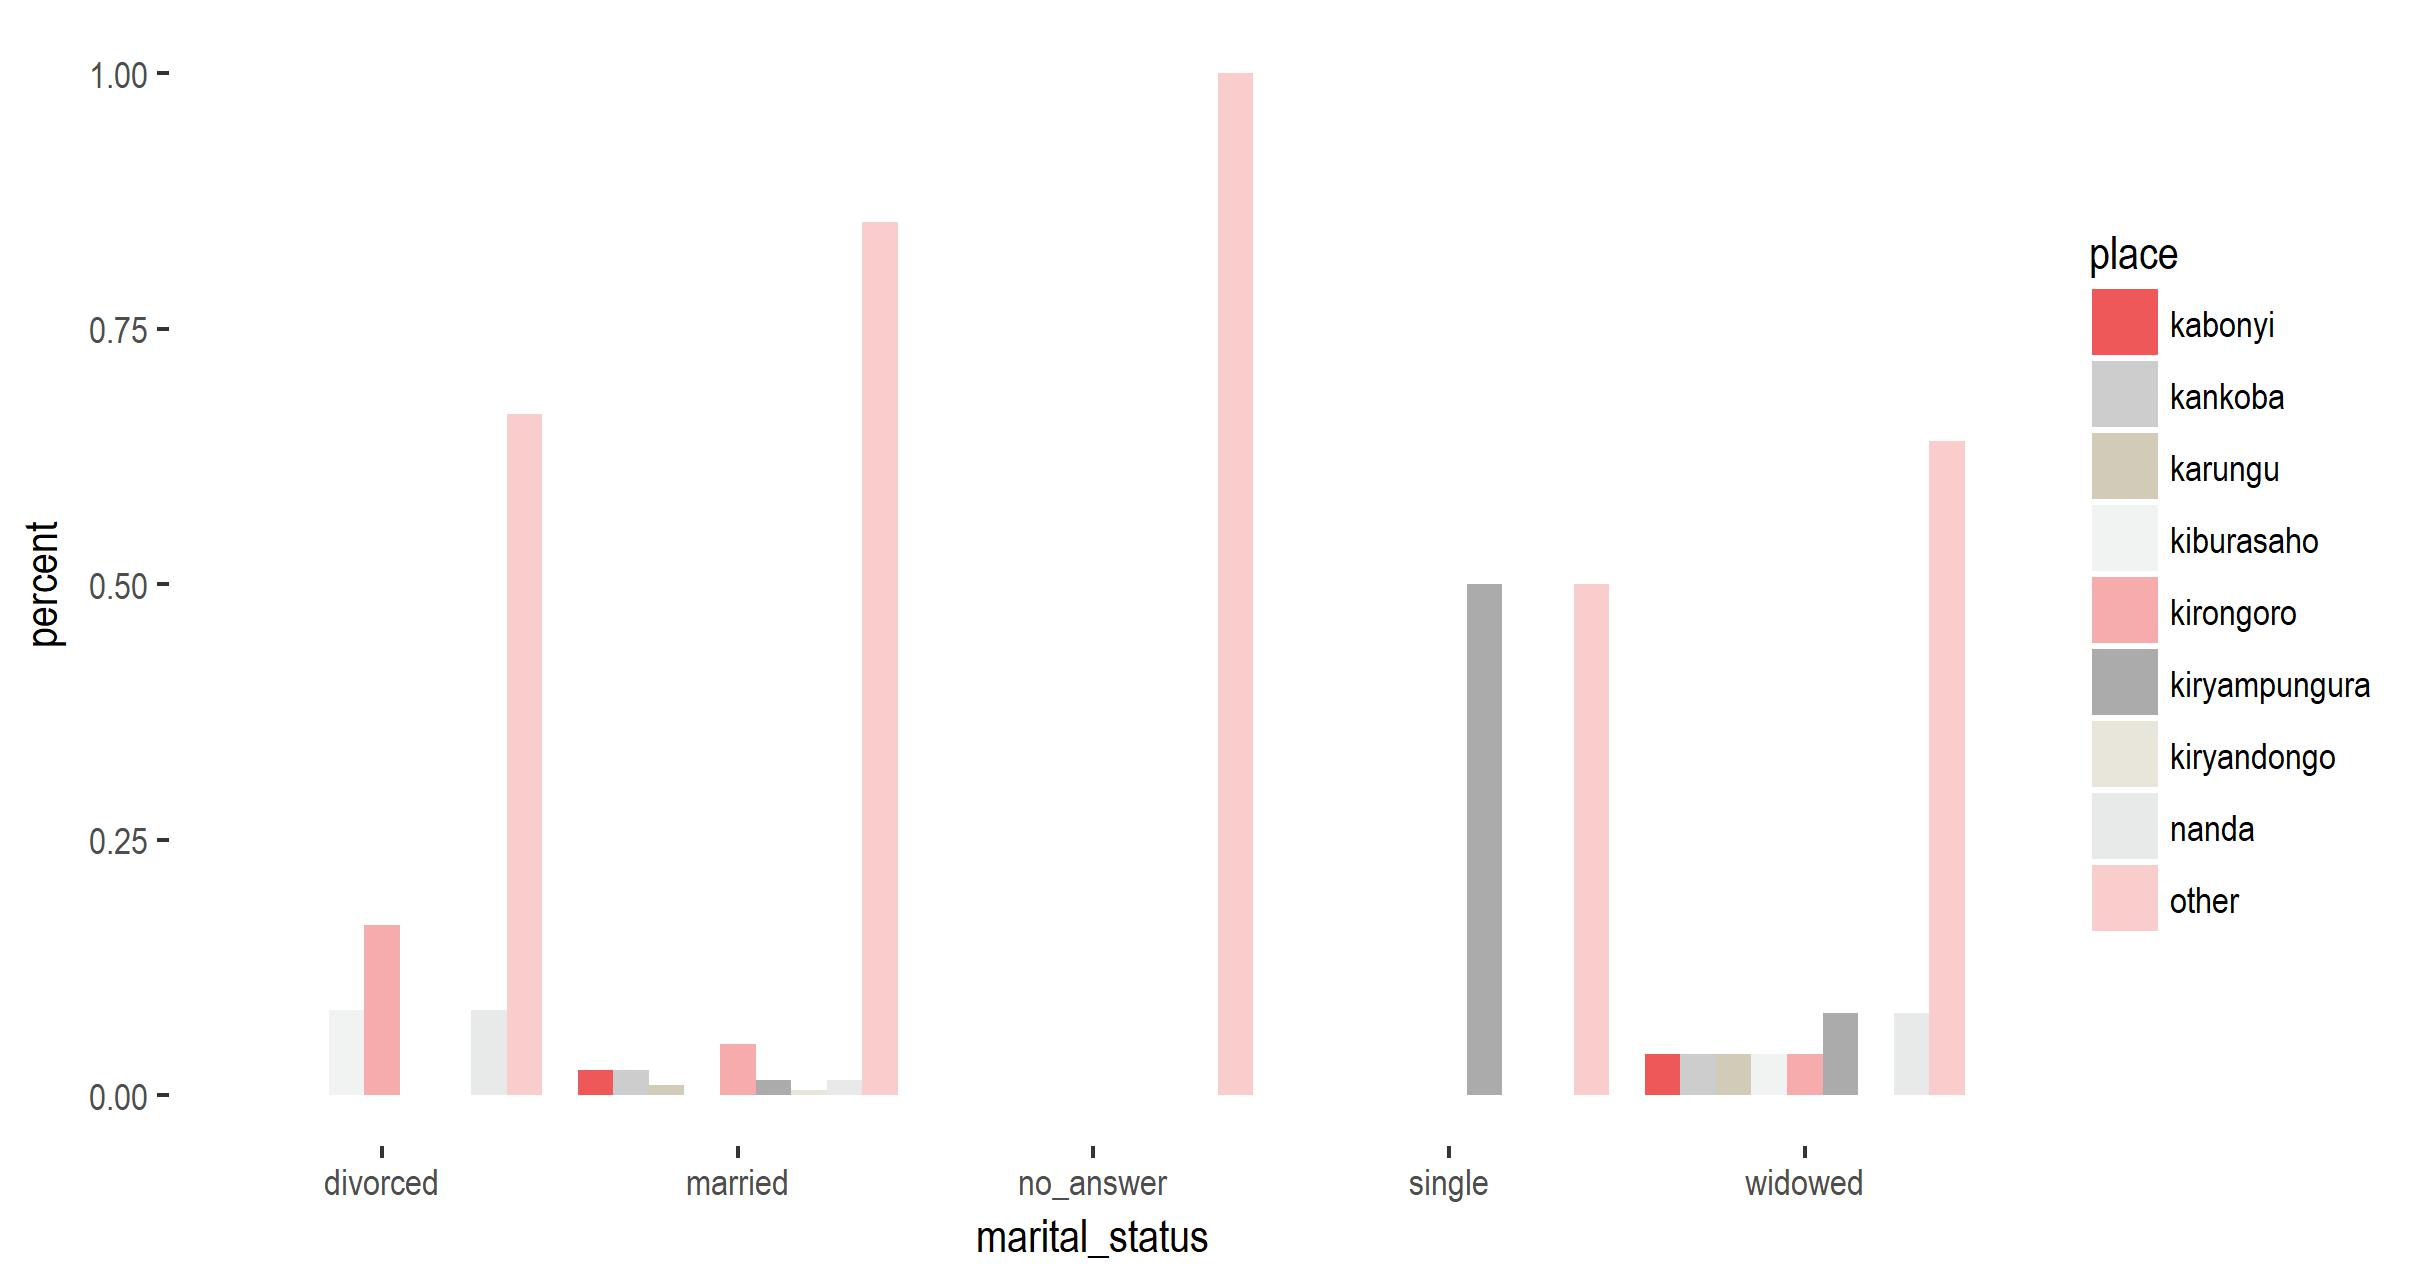 1.00
0.75
0.50
0.25
0.00
percent
divorced
married
no_answer
single
widowed
marital_status
place
kabonyi
kankoba
karungu
kiburasaho
kirongoro
kiryampungura
kiryandongo
nanda
other